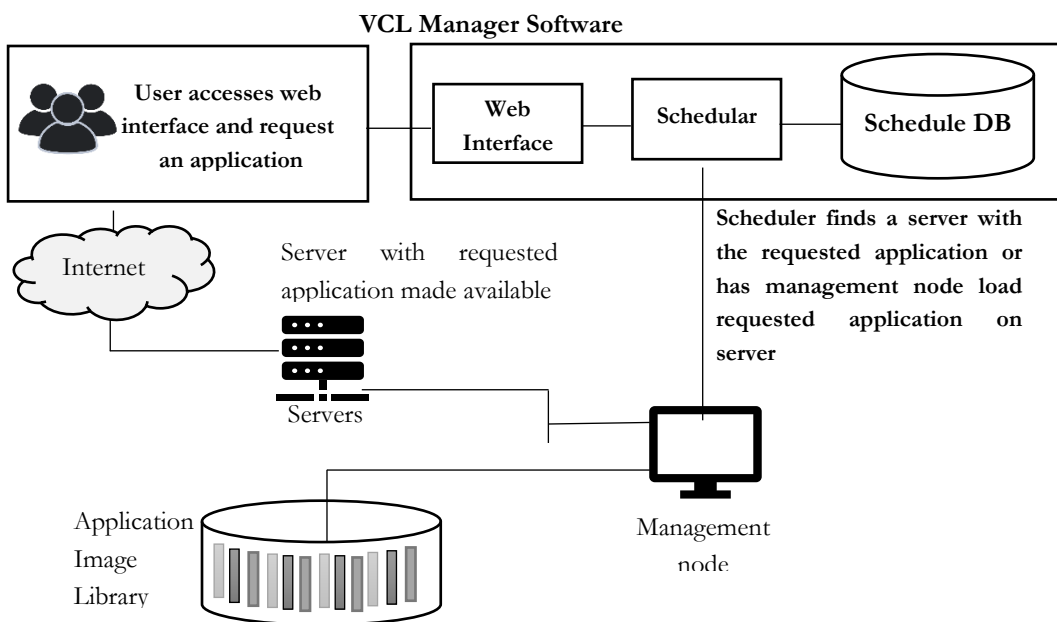 VCL Manager Software
User accesses web
interface and request
an application
Web
Interface
Schedular
Schedule DB
Internet
Server with requested
application made available
Servers
Scheduler finds a server with
the requested application or
has management node load
requested application on
server
Application
Image
Library
Management
node